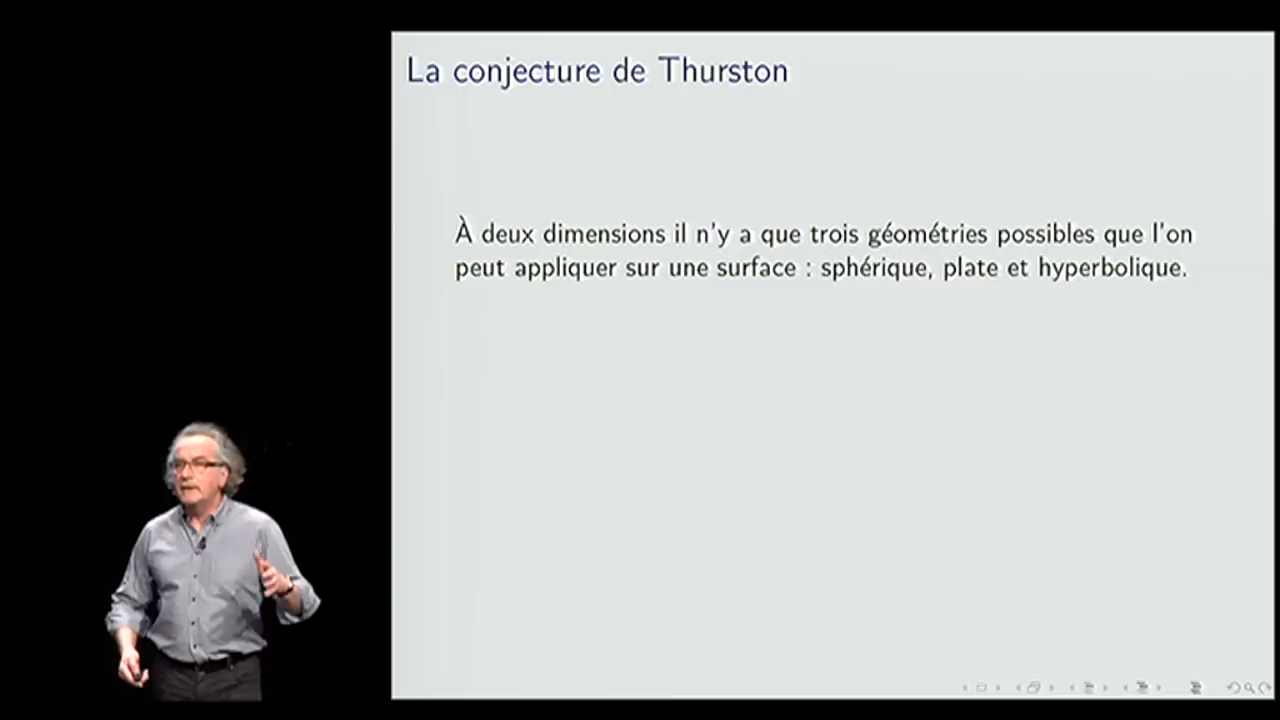 La conjecture de Thurston
À deux dimensions il n'y a que trois géométries possibles que l'on
peut appliquer sur une surface : sphérique, plate et hyperbolique.